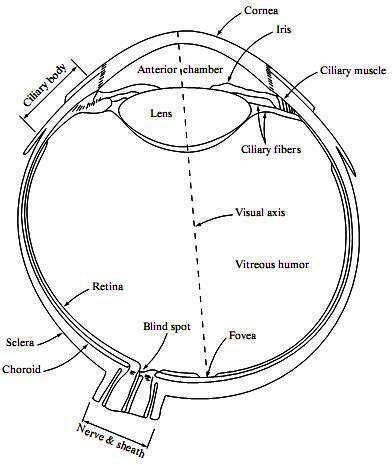 Cornea
Iris
Ciliary body
Anterior chamber
Ciliary muscle
Lens
Ciliary fibers
Visual axis
Vitreous humor
Retina
Blind spot
Fovea
Sclera
Choroid
Nerve & sheath